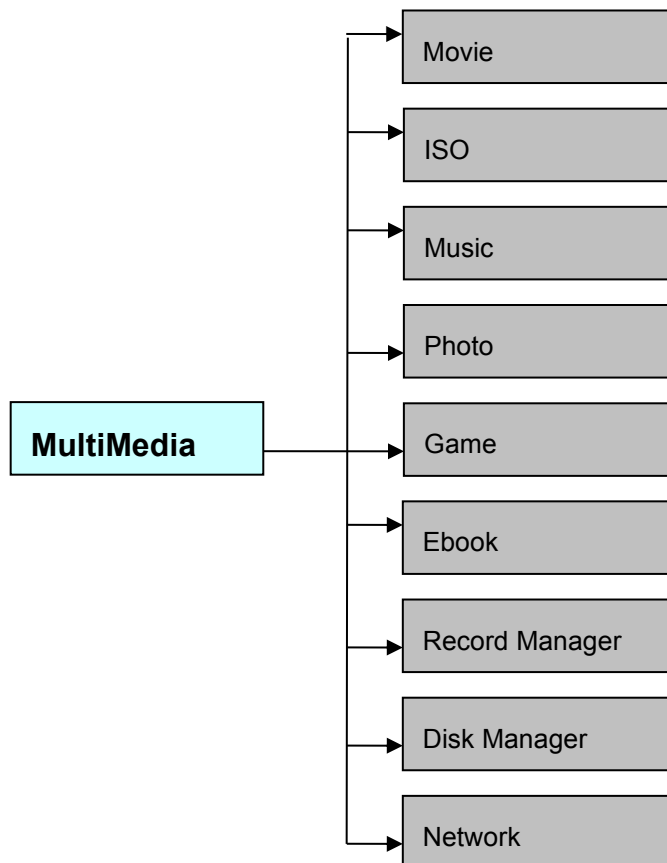 Movie
ISO
Music
Photo
MultiMedia
Game
Ebook
Record Manager
Disk Manager
Network